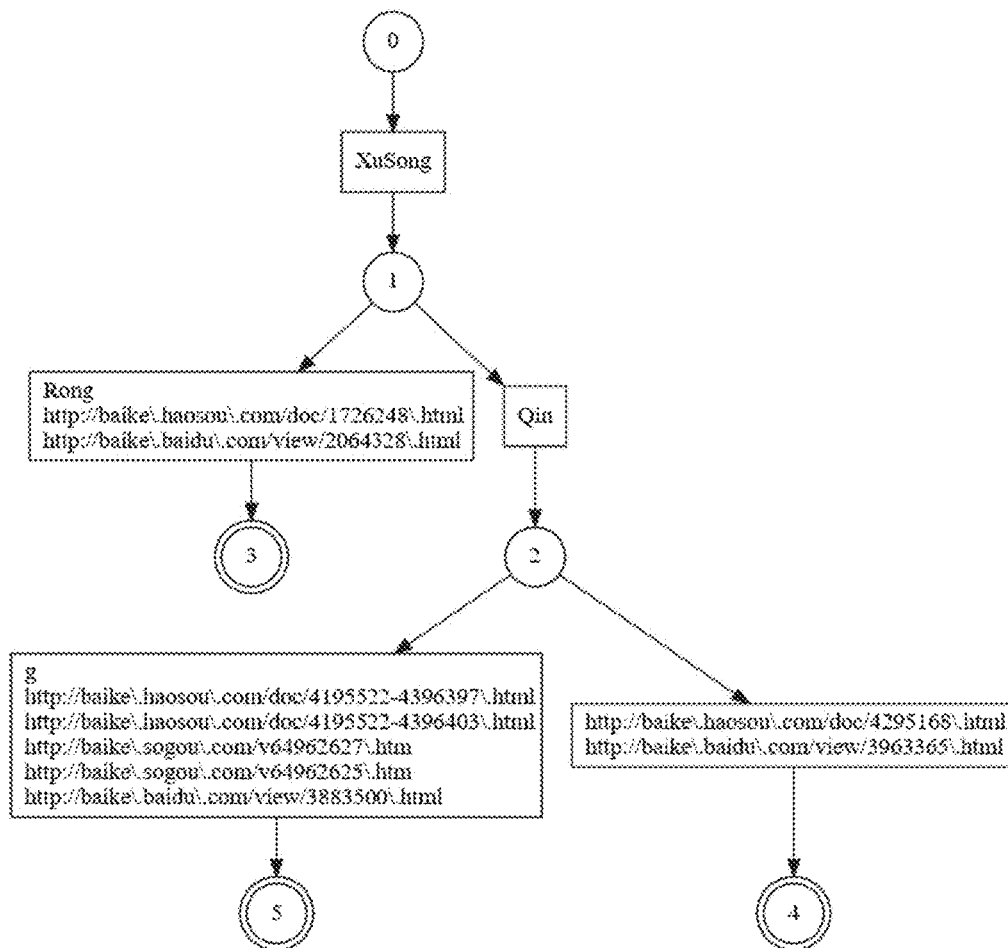 0
XuSong
1
Rong
http://baike\.haosou\.com/doc/1726248\.html
http://baike\.baidu\.com/view/2064328\.html
Qin
3
2
g
http://baike\.haosou\.com/doc/4195522-4396397\.html
http://baike\.haosou\.com/doc/4195522-4396403\.html
http://baike\.sogou\.com/v64962627\.htm
http://baike\.sogou\.com/v64962625\.htm
http://baike\.baidu\.com/view/3883500\.html
http://baike\.haosou\.com/doc/4295168\.html
http://baike\.baidu\.com/view/3963365\.html
5
4